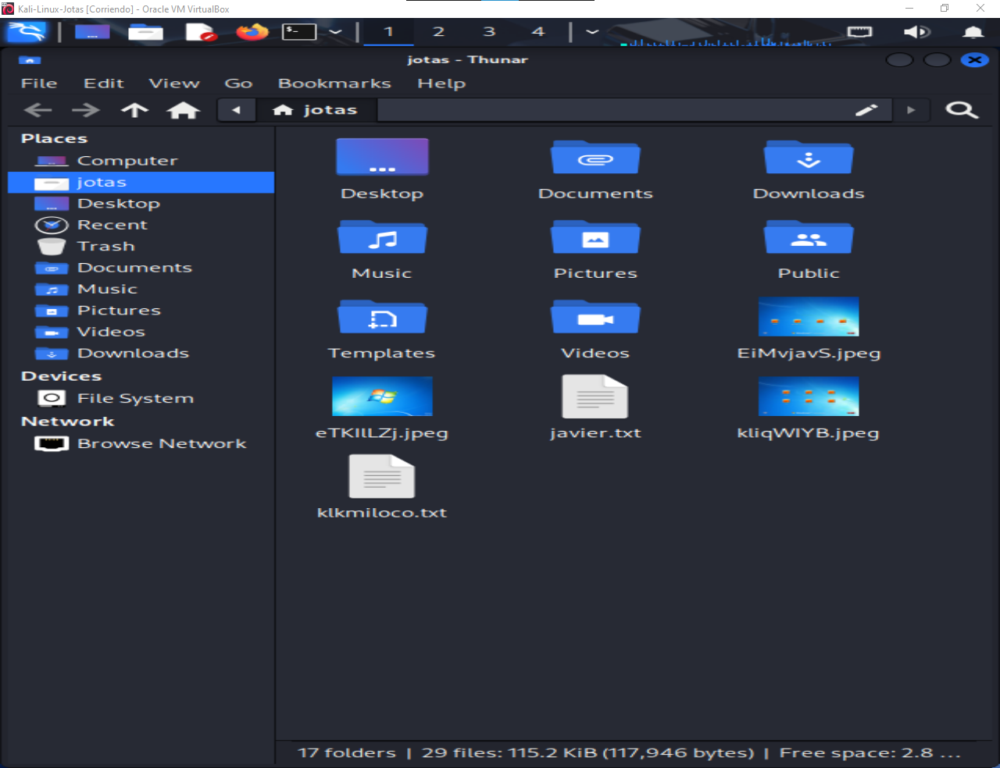 Kali-Linux-Jotas [Corriendo] - Oracle VM VirtualBox
1 2 3 4
jotas - Thunar
File Edit View Go Bookmarks Help
jotas
Places
Computer
jotas
Desktop
Recent
Trash
Documents
Music
Pictures
Videos
Downloads
Devices
File System
Network
Browse Network
Desktop Documents Downloads
Music Pictures Public
Templates Videos EiMvjavS.jpeg
eTKIlLZj.jpeg javier.txt kliqWIYB.jpeg
klkmiloco.txt
17 folders | 29 files: 115.2 KiB (117,946 bytes) | Free space: 2.8 ...